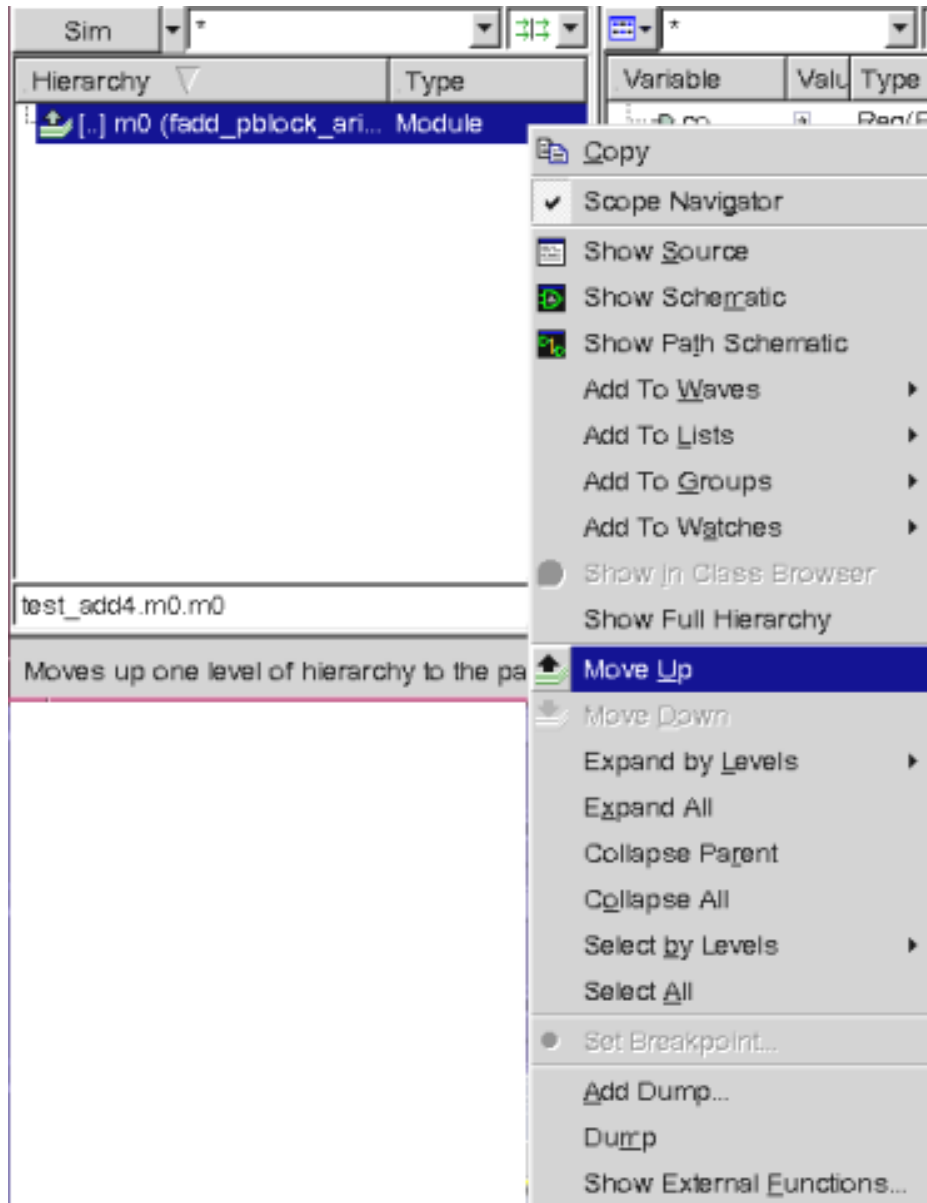 Sim * *
Hierarchy Type Variable Valu Type
[..] m0 (fadd_pblock_ari... Module
Copy
Scope Navigator
Show Source
Show Schematic
Show Path Schematic
Add To Waves
Add To Lists
Add To Groups
Add To Watches
Show in Class Browser
test_add4.m0.m0
Show Full Hierarchy
Moves up one level of hierarchy to the pa
Move Up
Move Down
Expand by Levels
Expand All
Collapse Parent
Collapse All
Select by Levels
Select All
Set Breakpoint...
Add Dump...
Dump
Show External Functions...